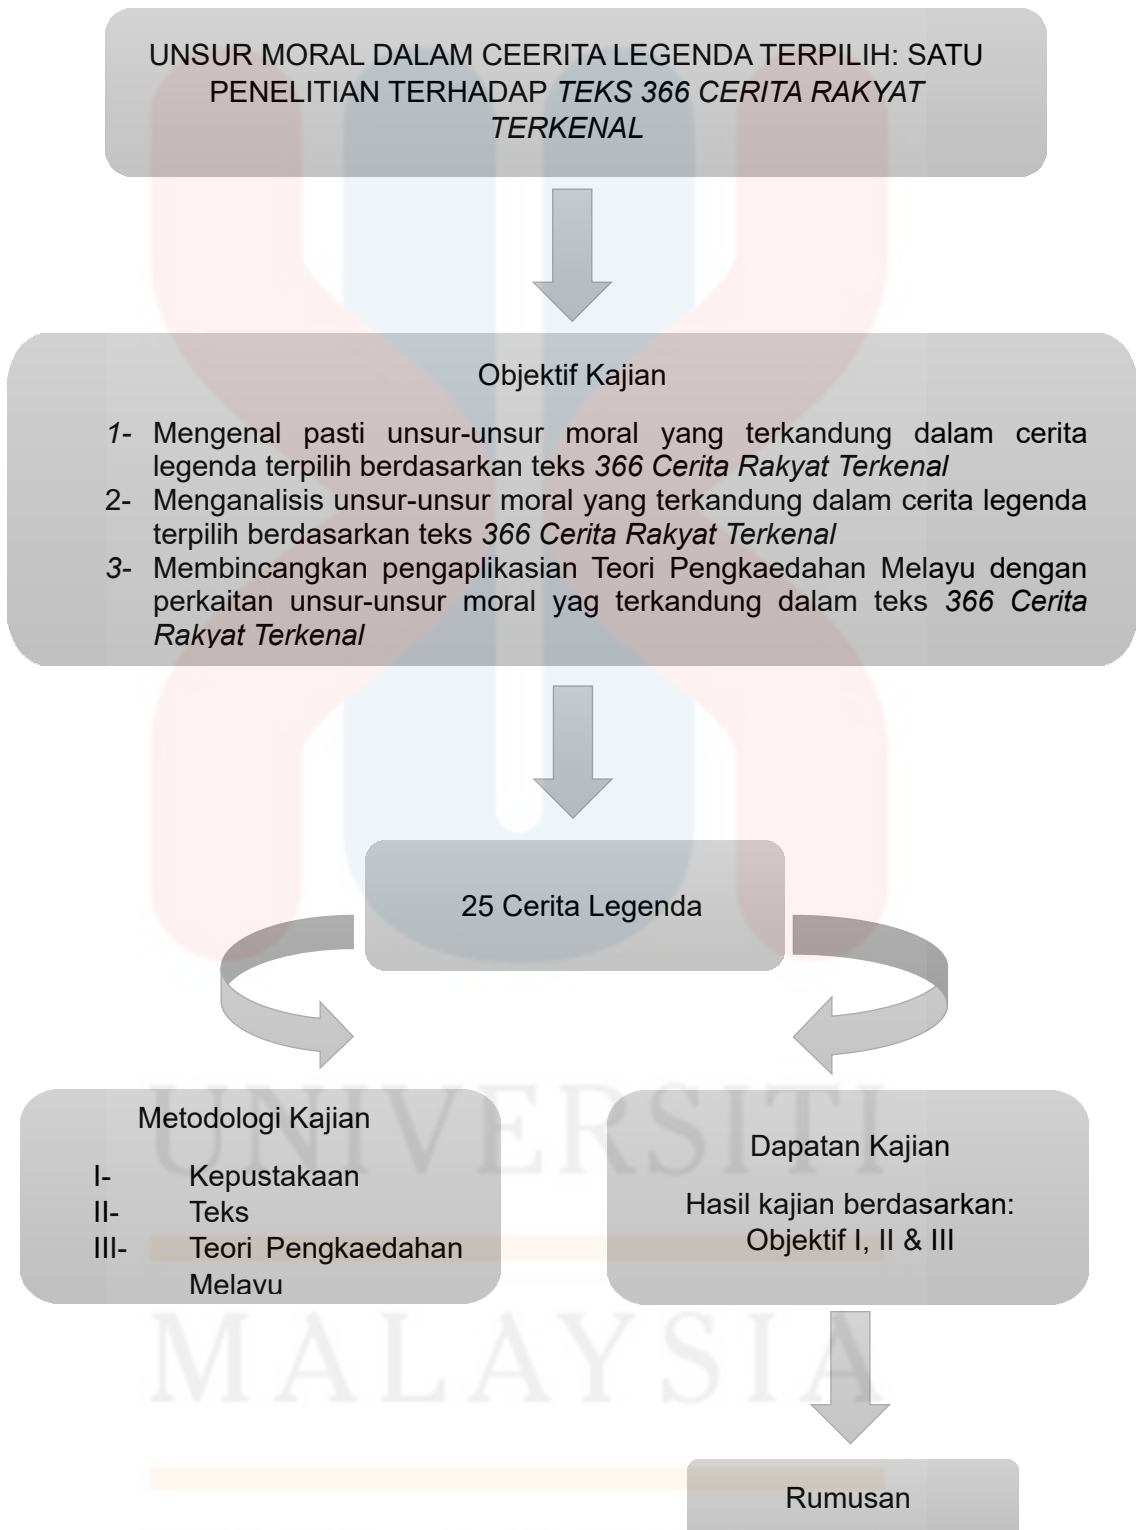 UNSUR MORAL DALAM CEERITA LEGENDA TERPILIH: SATU
PENELITIAN TERHADAP TEKS 366 CERITA RAKYAT
TERKENAL
Objektif Kajian
1- Mengenal pasti unsur-unsur moral yang terkandung dalam cerita
legenda terpilih berdasarkan teks 366 Cerita Rakyat Terkenal
2- Menganalisis unsur-unsur moral yang terkandung dalam cerita legenda
terpilih berdasarkan teks 366 Cerita Rakyat Terkenal
3- Membincangkan pengaplikasian Teori Pengkaedahan Melayu dengan
perkaitan unsur-unsur moral yag terkandung dalam teks 366 Cerita
Rakyat Terkenal
25 Cerita Legenda
Metodologi Kajian
I- Kepustakaan
II- Teks
III- Teori Pengkaedahan
Melayu
Dapatan Kajian
Hasil kajian berdasarkan:
Objektif I, II & III
UNIVERSITI
MALAYSIA
Rumusan